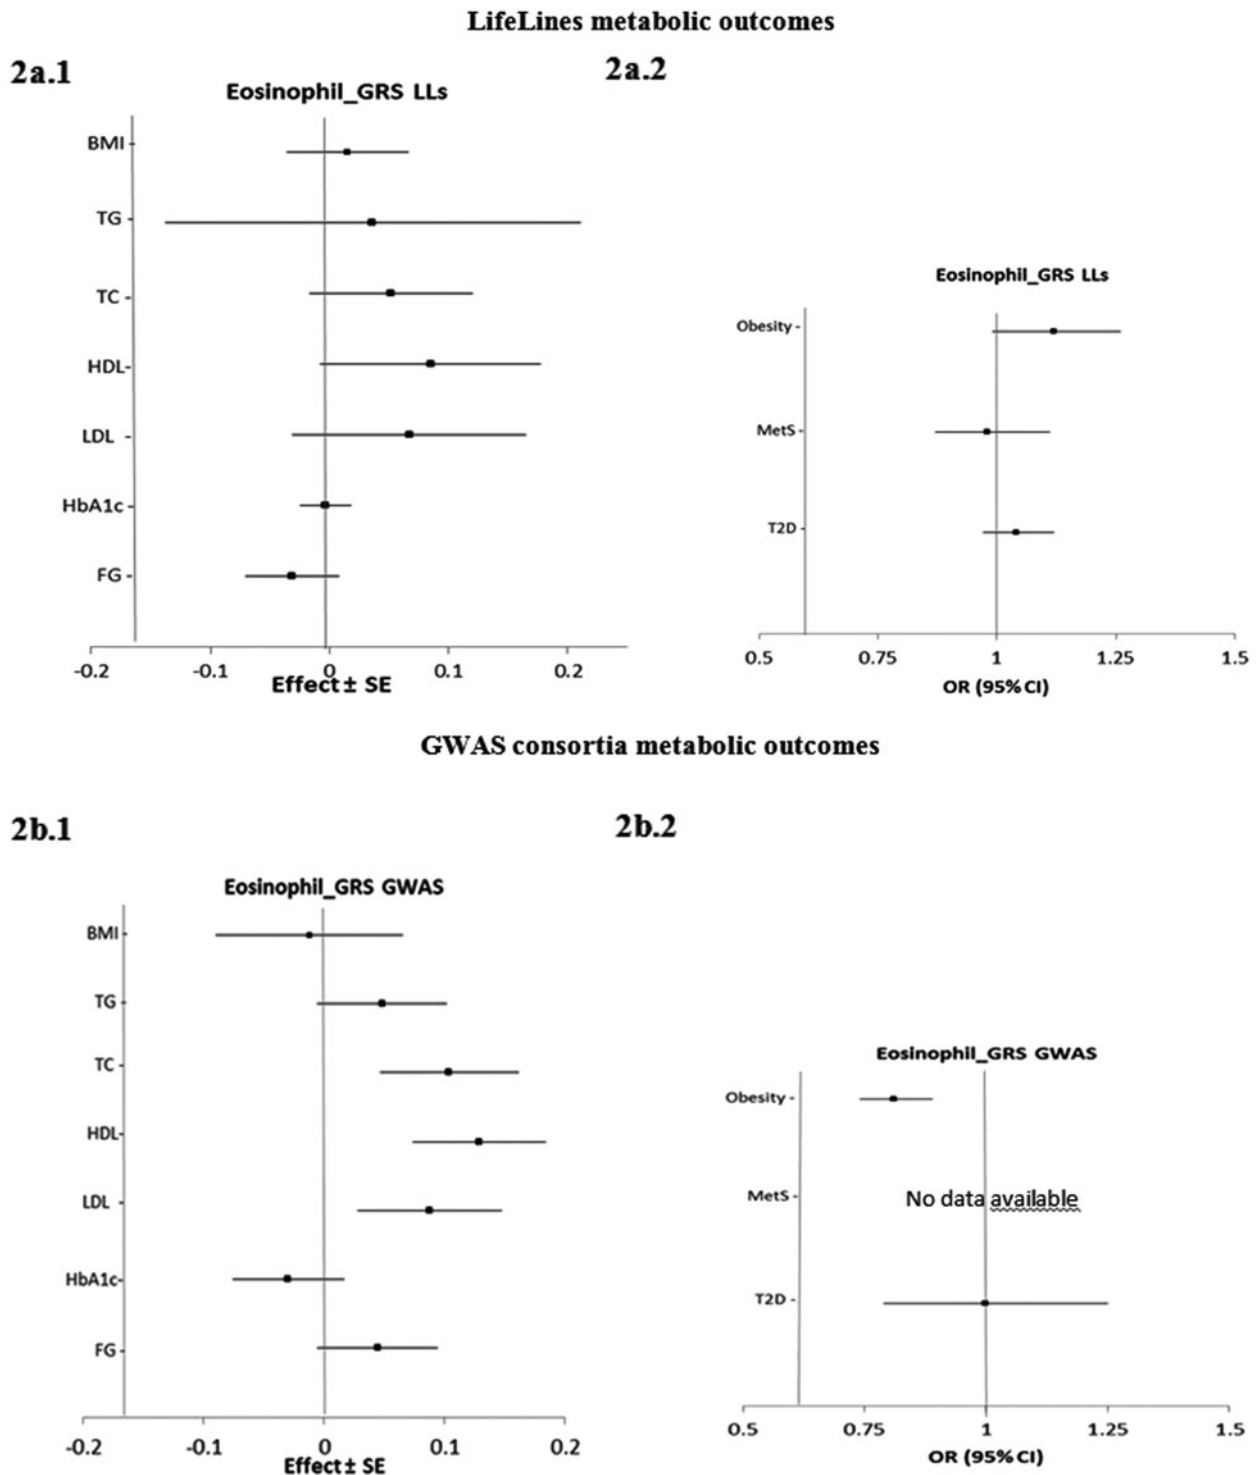 LifeLines metabolic outcomes
2a.1
Eosinophil_GRS LLs
BMI
TG
TC
HDL
LDL
HbA1c
FG
-0.2 -0.1 0 0.1 0.2
Effect ± SE
2a.2
Eosinophil_GRS LLs
Obesity
MetS
T2D
0.5 0.75 1 1.25 1.5
OR (95%CI)
GWAS consortia metabolic outcomes
2b.1
Eosinophil_GRS GWAS
BMI
TG
TC
HDL
LDL
HbA1c
FG
-0.2 -0.1 0 0.1 0.2
Effect ± SE
2b.2
Eosinophil_GRS GWAS
Obesity
MetS
No data available
T2D
0.5 0.75 1 1.25 1.5
OR (95%CI)